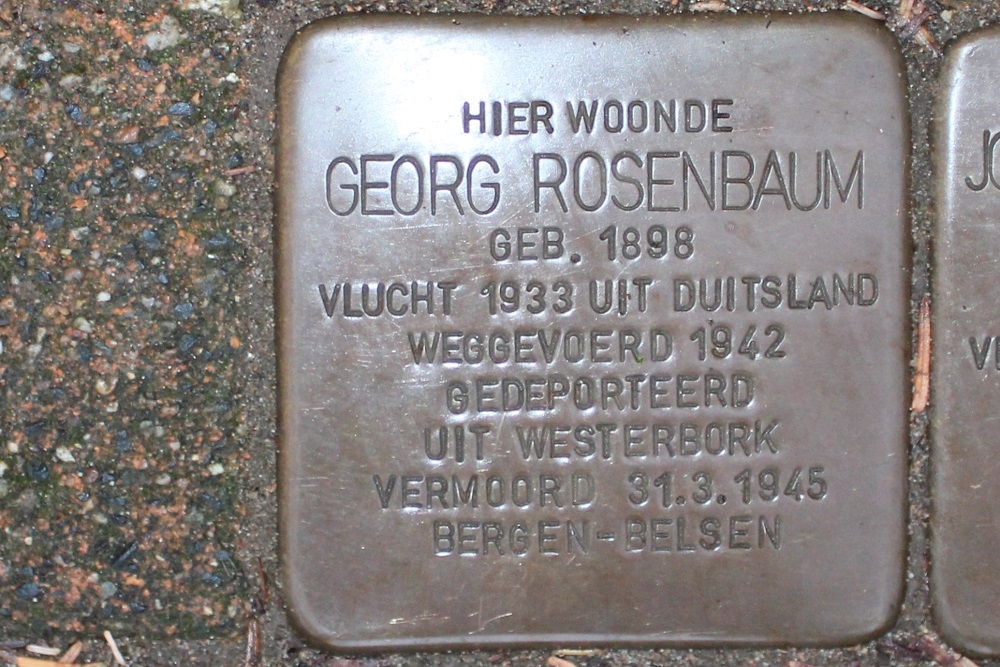 HIER WOONDE
GEORG ROSENBAUM
GEB. 1898
VLUCHT 1933 UIT DUITSLAND
WEGGEVOERD 1942
GEDEPORTEERD
UIT WESTERBORK
VERMOORD 31.3.1945
BERGEN-BELSEN